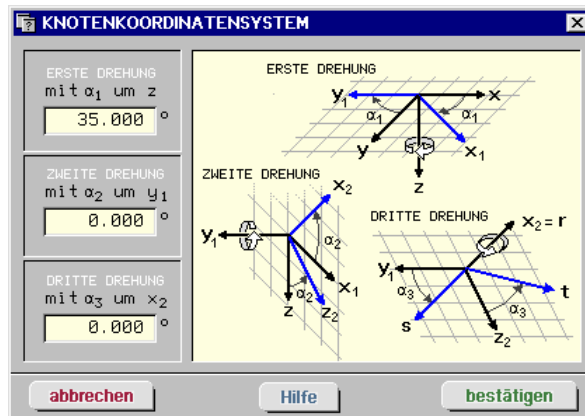 KNOTENKOORDINATENSYSTEM
ERSTE DREHUNG
mit α₁ um z
35.000 °
ZWEITE DREHUNG
mit α₂ um y₁
0.000 °
DRITTE DREHUNG
mit α₃ um x₂
0.000 °
ERSTE DREHUNG
y₁
x
α₁
α₁
y
x₁
z
ZWEITE DREHUNG
x₂
y₁
α₂
α₂
x₁
z
z₂
DRITTE DREHUNG
x₂ = r
y₁
α₃
t
α₃
s
z₂
abbrechen
Hilfe
bestätigen